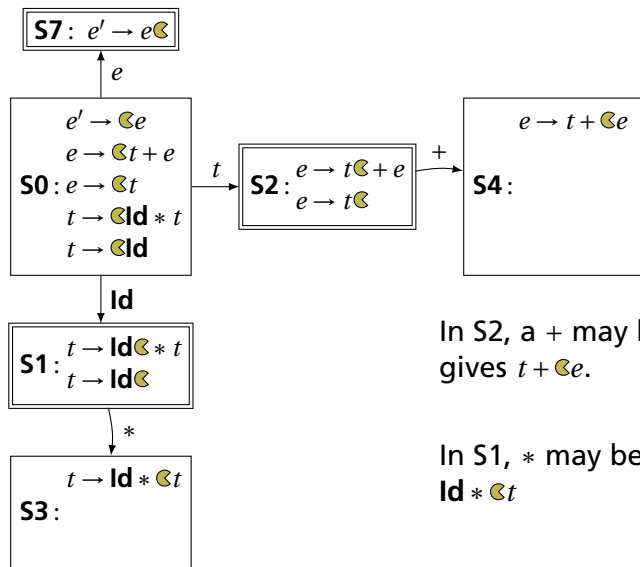 S7: e′ → e•
e
e′ → •e
e → •t + e
S0: e → •t
t → •Id ∗ t
t → •Id
t
S2: e → t• + e
e → t•
+
e → t + •e
S4:
Id
S1: t → Id• ∗ t
t → Id•
∗
t → Id ∗ •t
S3:
In S2, a + may
gives t + •e.
In S1, ∗ may be
Id ∗ •t